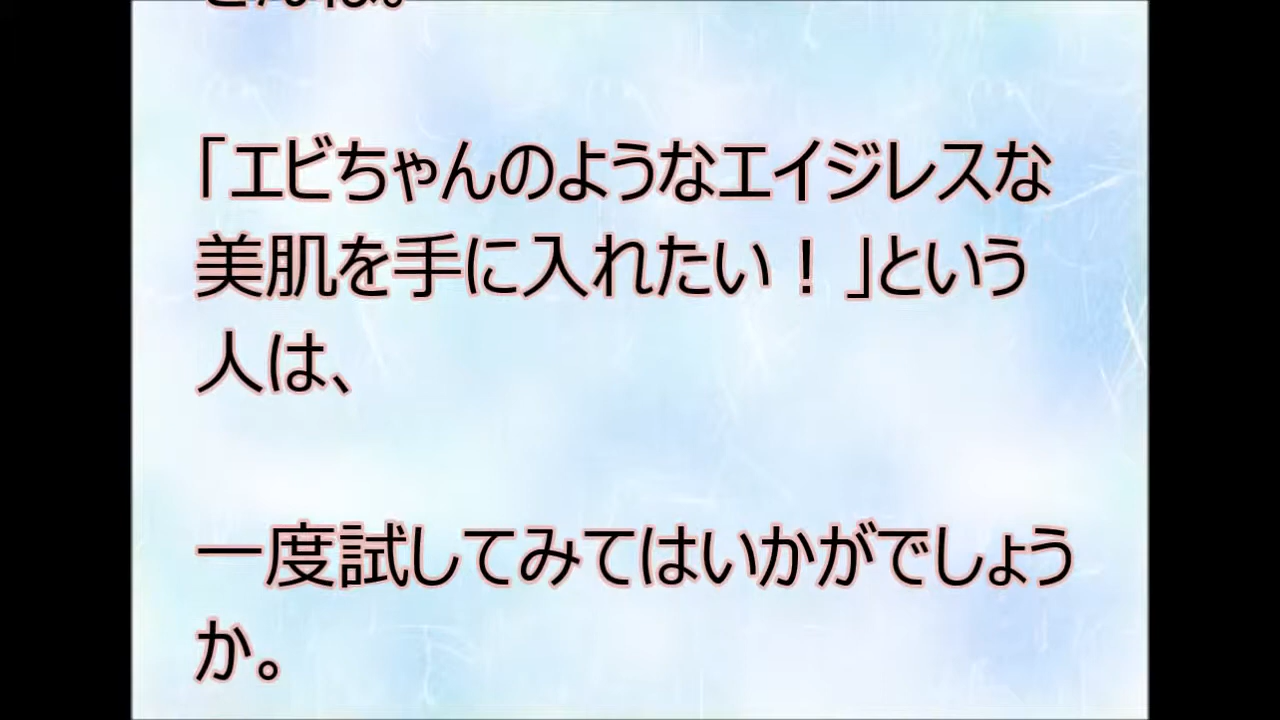 「エビちゃんのようなエイジレスな
美肌を手に入れたい！」という
人は、
一度試してみてはいかがでしょう
か。